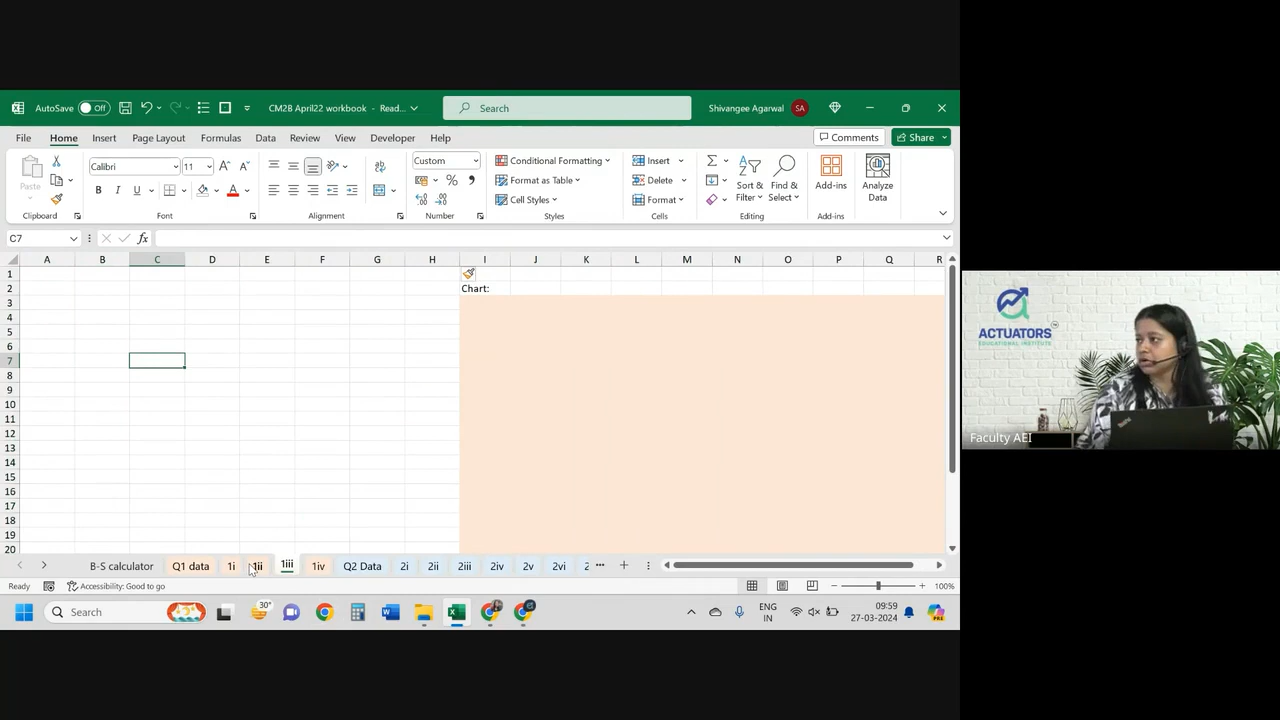 AutoSave Off CM2B April22 workbook - Read... Search Shivangee Agarwal SA
File Home Insert Page Layout Formulas Data Review View Developer Help Comments Share
Paste Calibri 11 A A Custom Conditional Formatting Insert Sort & Find & Add-ins Analyze
B I U A % Format as Table Delete Filter Select Data
Cell Styles Format
Clipboard Font Alignment Number Styles Cells Editing Add-ins
C7 fx
A B C D E F G H I J K L M N O P Q R
1
2 Chart:
3
4
5
6
7
8
9
10
11
12
13
14
15
16
17
18
19
20
B-S calculator Q1 data 1i 1ii 1iii 1iv Q2 Data 2i 2ii 2iii 2iv 2v 2vi 2
Ready Accessibility: Good to go 100%
Search 30° ENG IN 09:59 27-03-2024
ACTUATORS
EDUCATIONAL INSTITUTE
Faculty AEI